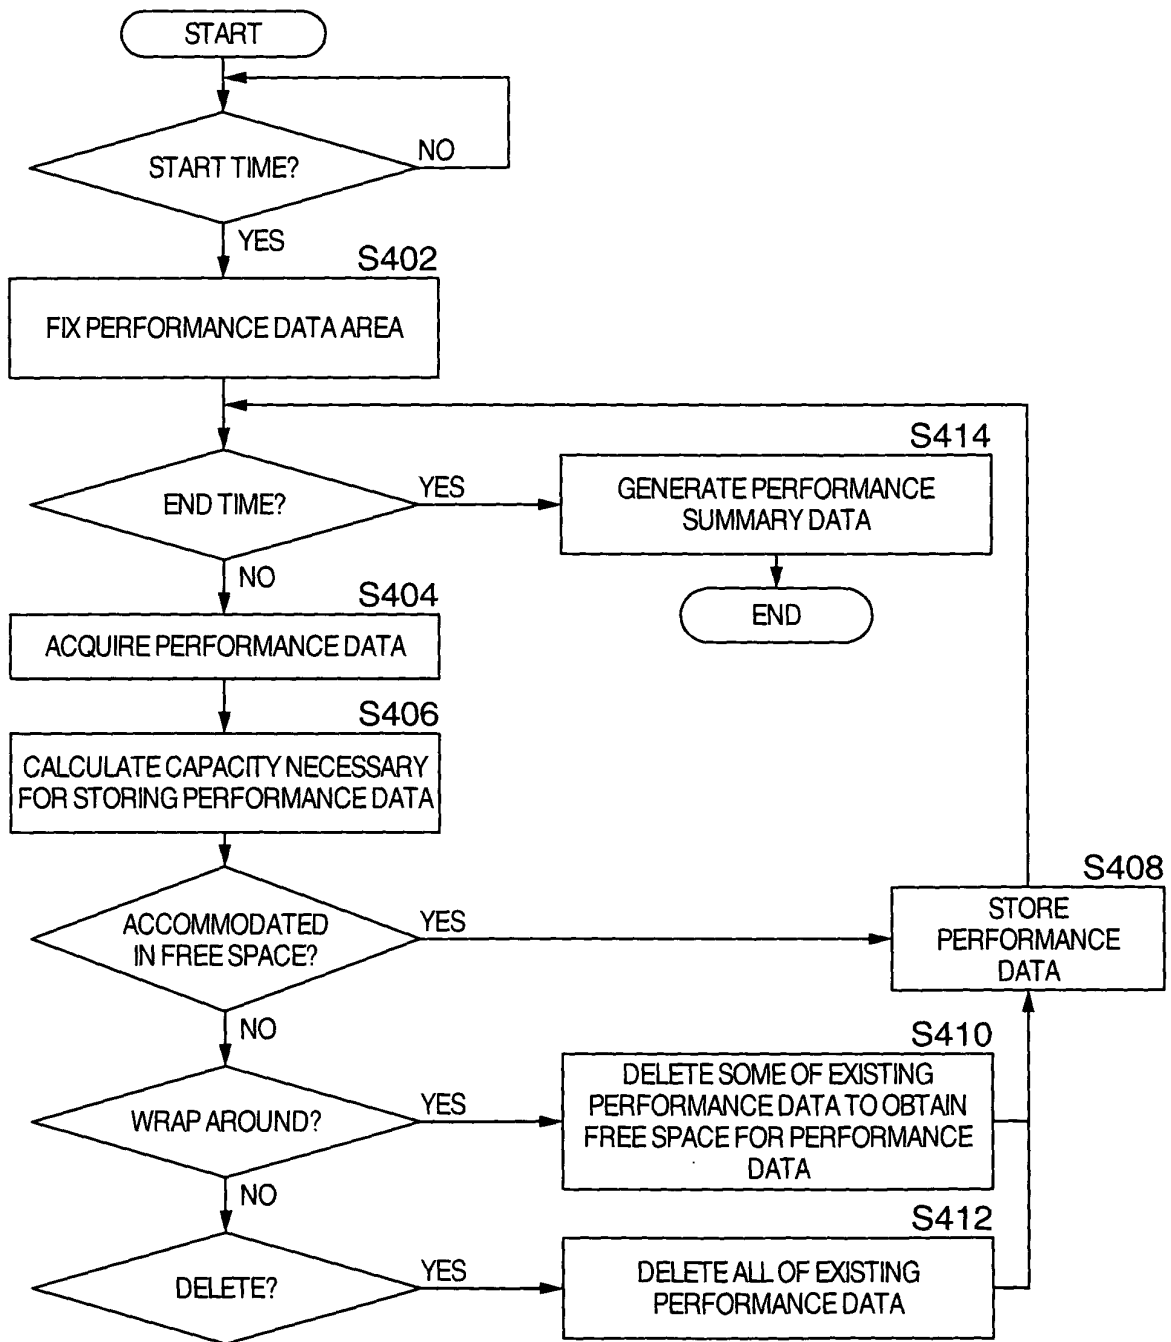 START
START TIME?
NO
YES
S402
FIX PERFORMANCE DATA AREA
S414
END TIME?
YES
GENERATE PERFORMANCE
SUMMARY DATA
NO
END
S404
ACQUIRE PERFORMANCE DATA
S406
CALCULATE CAPACITY NECESSARY
FOR STORING PERFORMANCE DATA
S408
ACCOMMODATED
IN FREE SPACE?
YES
STORE
PERFORMANCE
DATA
NO
S410
WRAP AROUND?
YES
DELETE SOME OF EXISTING
PERFORMANCE DATA TO OBTAIN
FREE SPACE FOR PERFORMANCE
DATA
NO
S412
DELETE?
YES
DELETE ALL OF EXISTING
PERFORMANCE DATA